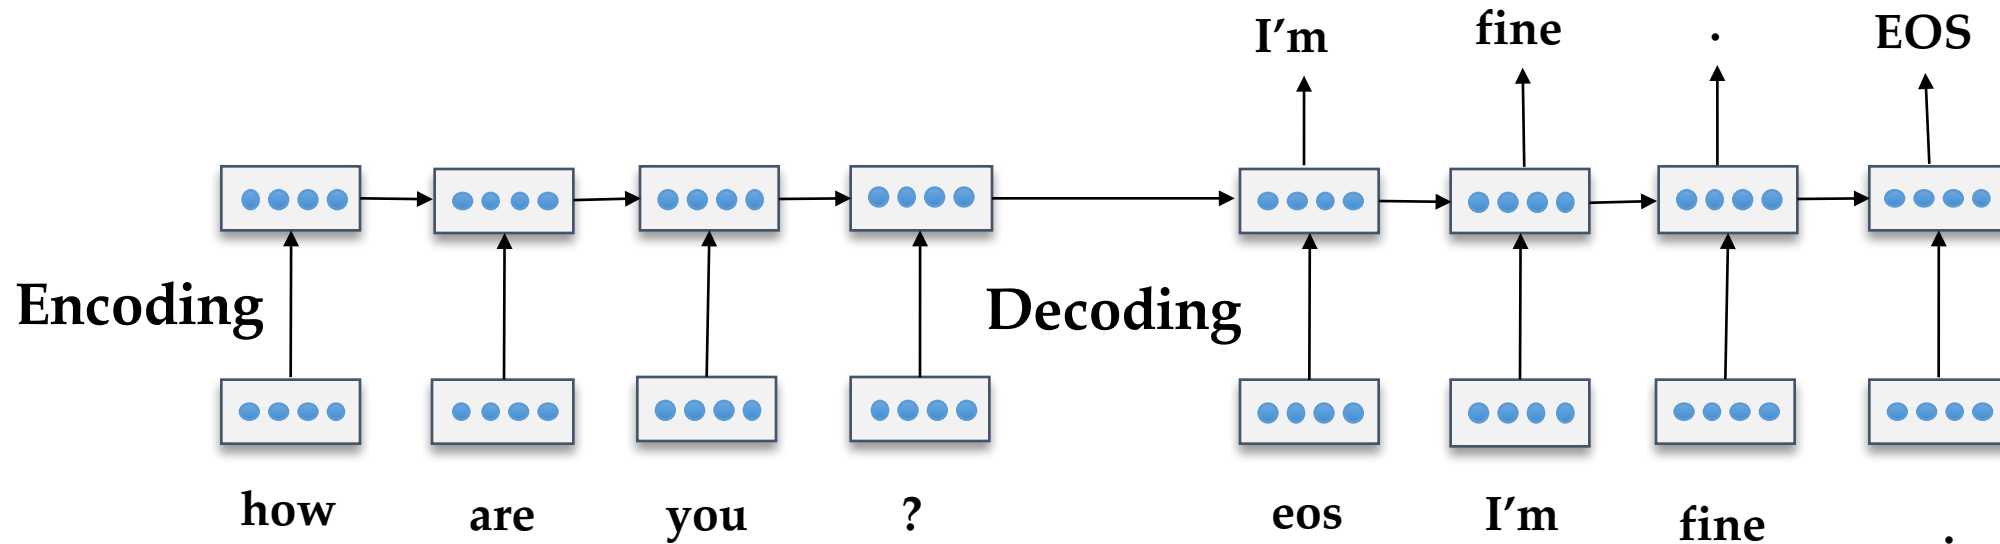 I’m fine . EOS
Encoding Decoding
how are you ? eos I’m fine .